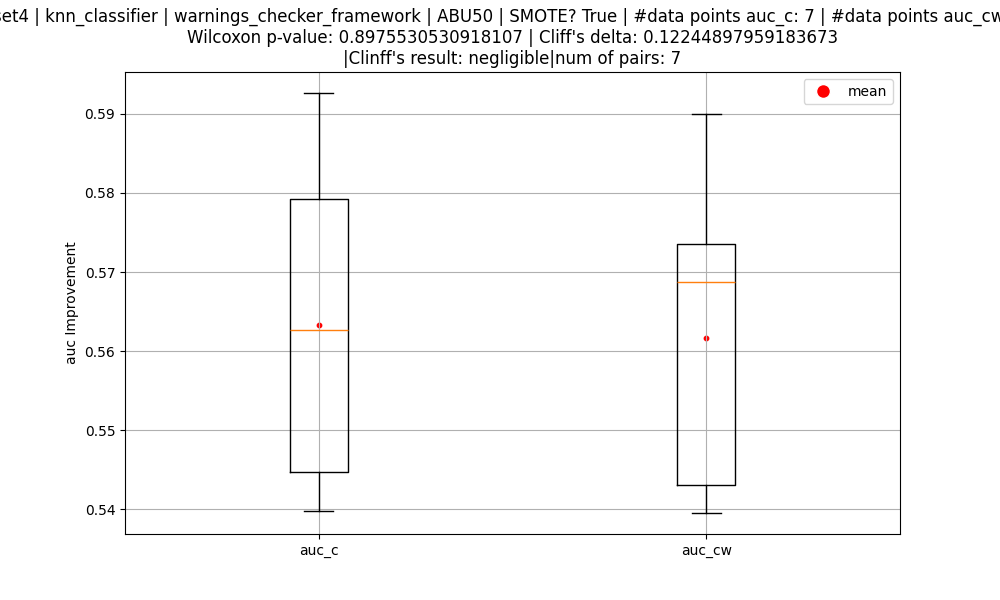 set4 | knn_classifier | warnings_checker_framework | ABU50 | SMOTE? True | #data points auc_c: 7 | #data points auc_cw
Wilcoxon p-value: 0.8975530530918107 | Cliff's delta: 0.12244897959183673
|Clinff's result: negligible|num of pairs: 7
mean
0.59
0.58
0.57
0.56
0.55
0.54
auc Improvement
auc_c
auc_cw